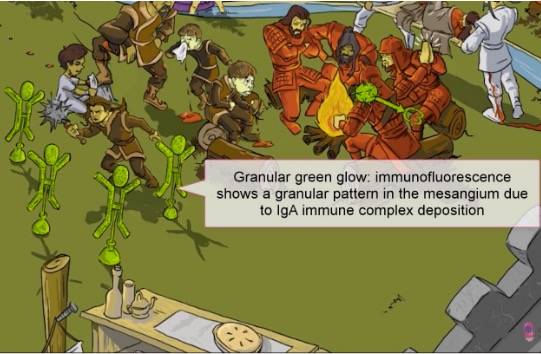 Granular green glow: immunofluorescence
shows a granular pattern in the mesangium due
to IgA immune complex deposition